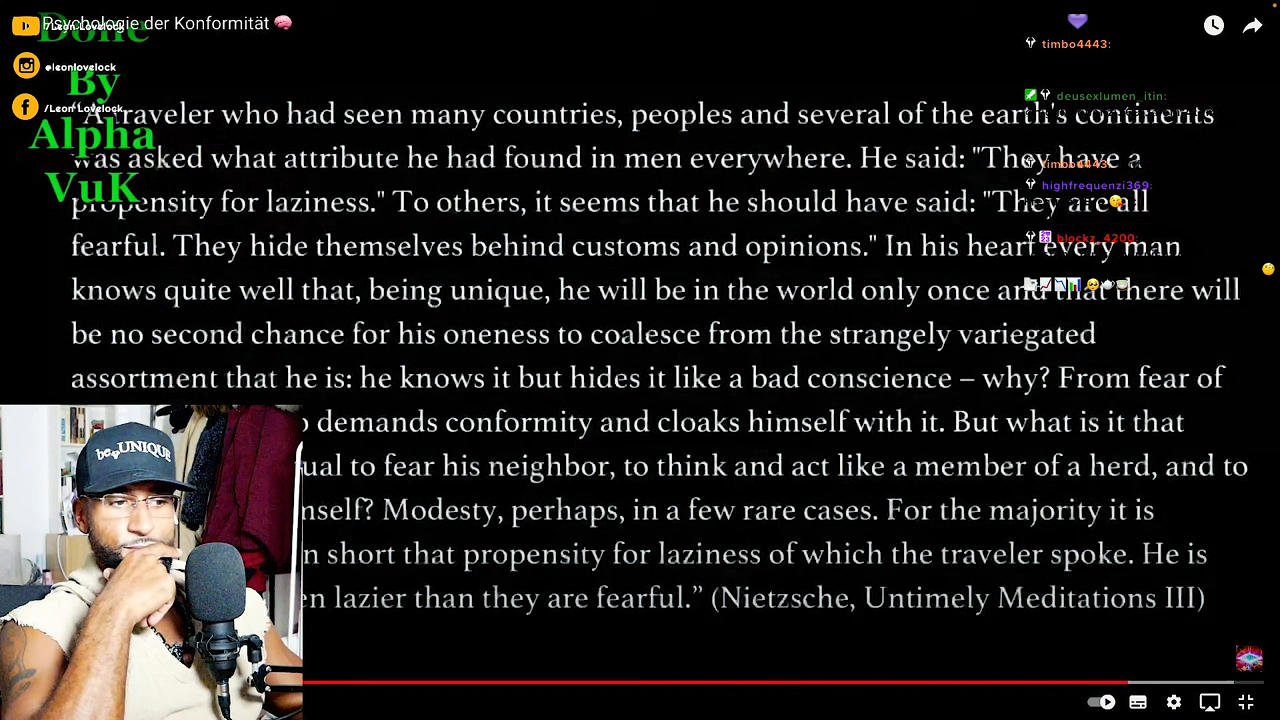 Psychologie der Konformität 🧠
/Leon Lovelock
@leonlovelock
/Leon Lovelock
Done
By
Alpha
VuK
timbo4443:
deusexlumen_itin:
timbo4443:
highfrequenzi369:
blockz_4200:
"A traveler who had seen many countries, peoples and several of the earth's continents
was asked what attribute he had found in men everywhere. He said: "They have a
propensity for laziness." To others, it seems that he should have said: "They are all
fearful. They hide themselves behind customs and opinions." In his heart every man
knows quite well that, being unique, he will be in the world only once and that there will
be no second chance for his oneness to coalesce from the strangely variegated
assortment that he is: he knows it but hides it like a bad conscience – why? From fear of
demands conformity and cloaks himself with it. But what is it that
to fear his neighbor, to think and act like a member of a herd, and to
Modesty, perhaps, in a few rare cases. For the majority it is
short that propensity for laziness of which the traveler spoke. He is
lazier than they are fearful.” (Nietzsche, Untimely Meditations III)
be UNIQUE